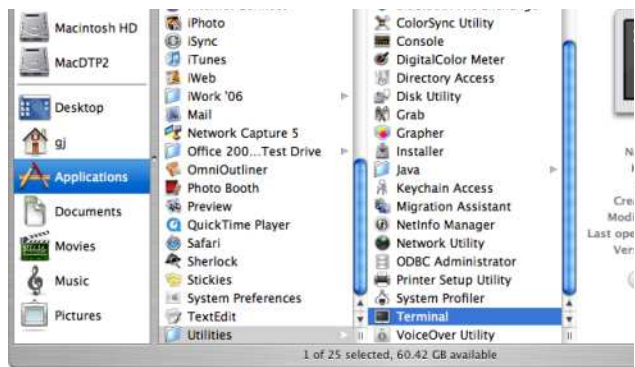 Macintosh HD
MacDTP2
Desktop
gj
Applications
Documents
Movies
Music
Pictures
iPhoto
iSync
iTunes
iWeb
iWork '06
Mail
Network Capture 5
Office 200...Test Drive
OmniOutliner
Photo Booth
Preview
QuickTime Player
Safari
Sherlock
Stickies
System Preferences
TextEdit
Utilities
ColorSync Utility
Console
DigitalColor Meter
Directory Access
Disk Utility
Grab
Grapher
Installer
Java
Keychain Access
Migration Assistant
NetInfo Manager
Network Utility
ODBC Administrator
Printer Setup Utility
System Profiler
Terminal
VoiceOver Utility
Last ope
1 of 25 selected, 60.42 GB available